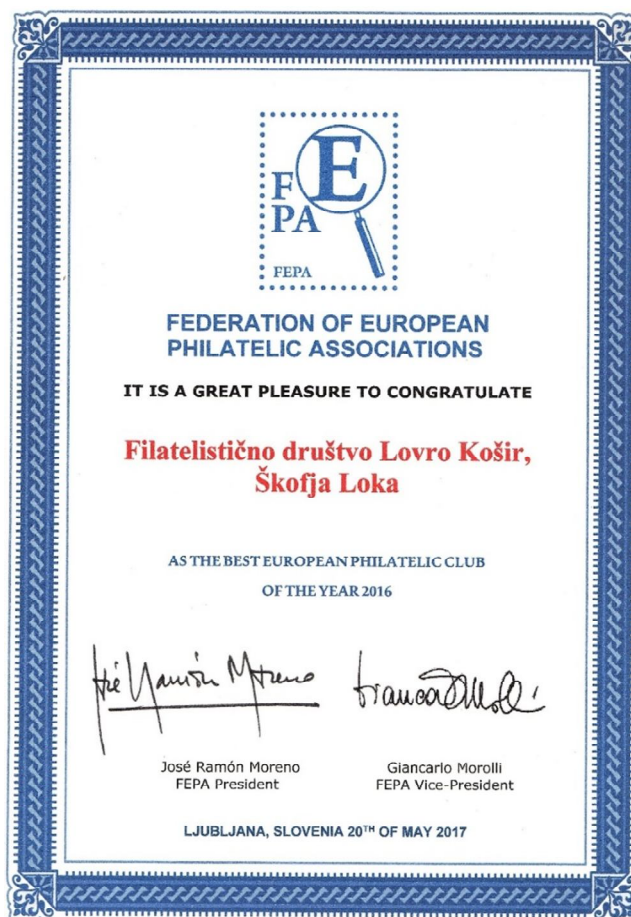 F E
PA
FEPA
FEDERATION OF EUROPEAN
PHILATELIC ASSOCIATIONS
IT IS A GREAT PLEASURE TO CONGRATULATE
Filatelistično društvo Lovro Košir,
Škofja Loka
AS THE BEST EUROPEAN PHILATELIC CLUB
OF THE YEAR 2016
José Ramón Moreno
FEPA President
Giancarlo Morolli
FEPA Vice-President
LJUBLJANA, SLOVENIA 20TH OF MAY 2017